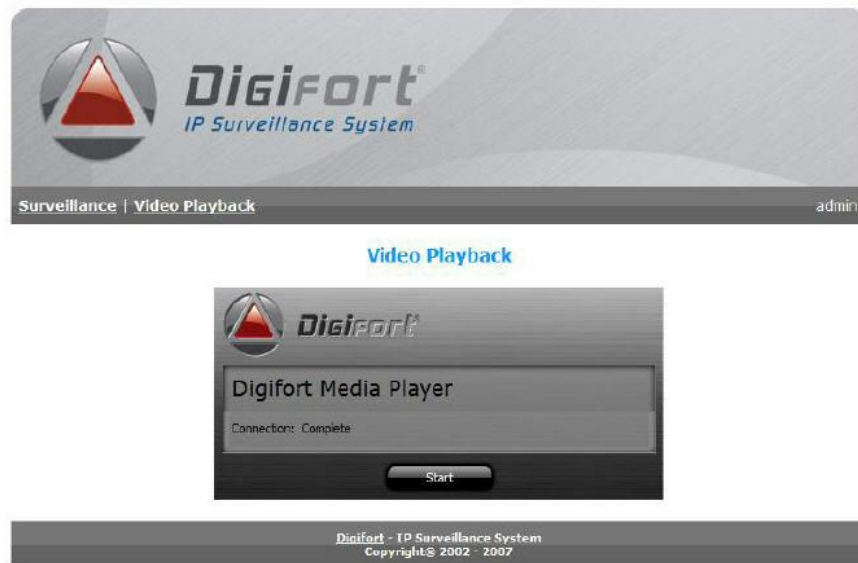 Digifort®
IP Surveillance System
Surveillance | Video Playback admin
Video Playback
Digifort®
Digifort Media Player
Connection: Complete
Start
Digifort - IP Surveillance System
Copyright© 2002 - 2007